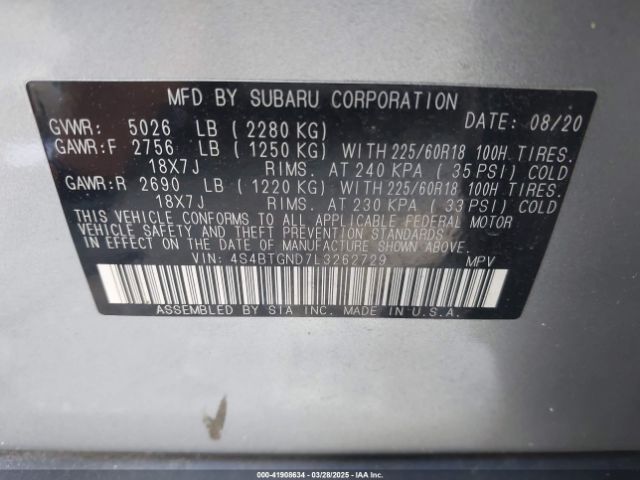 MFD BY SUBARU CORPORATION
GVWR: 5026 LB ( 2280 KG) DATE: 08/20
GAWR:F 2756 LB ( 1250 KG) WITH 225/60R18 100H TIRES.
18X7J RIMS. AT 240 KPA ( 35 PSI) COLD
GAWR:R 2690 LB ( 1220 KG) WITH 225/60R18 100H TIRES.
18X7J RIMS. AT 230 KPA ( 33 PSI) COLD
THIS VEHICLE CONFORMS TO ALL APPLICABLE FEDERAL MOTOR
VEHICLE SAFETY AND THEFT PREVENTION STANDARDS IN EFFECT
ON THE DATE OF MANUFACTURE SHOWN ABOVE.
VIN: 4S4BTGND7L3262729 MPV
ASSEMBLED BY SIA INC. MADE IN U.S.A.
000-41908634 | 03/28/2025 | IAA Inc.